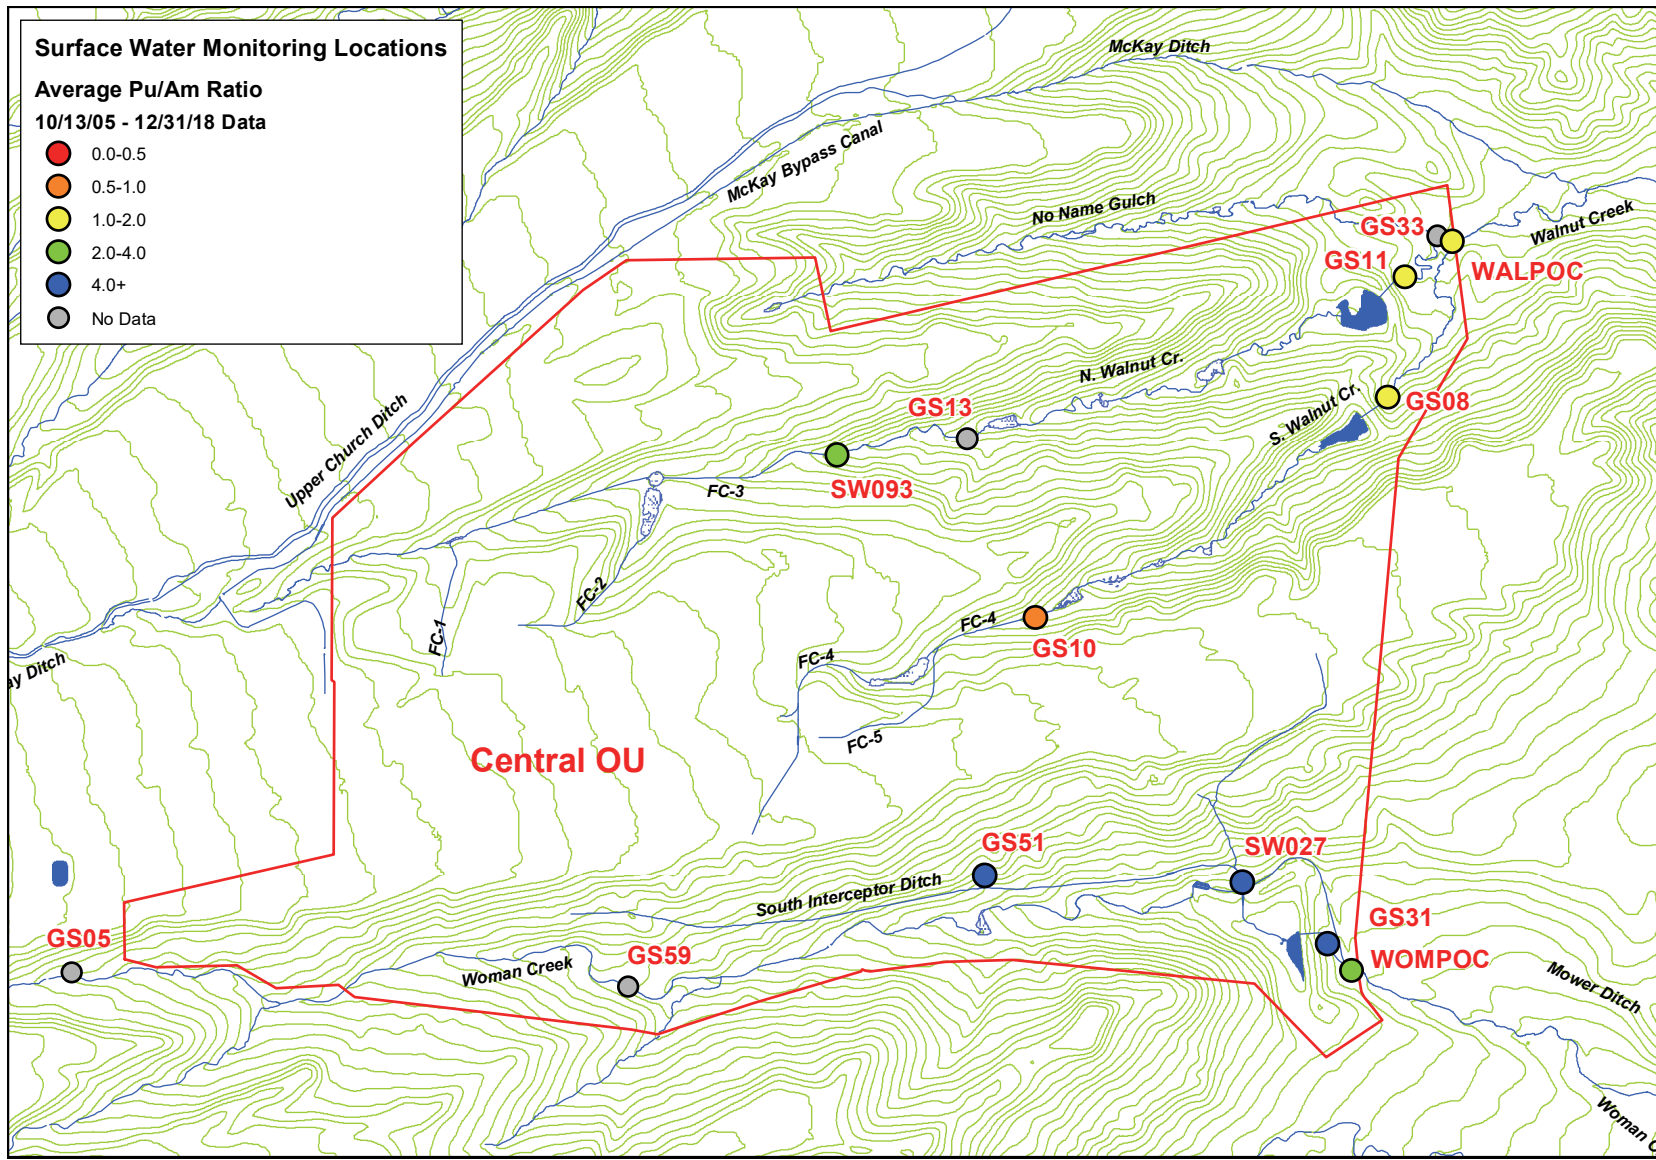 Surface Water Monitoring Locations
Average Pu/Am Ratio
10/13/05 - 12/31/18 Data
0.0-0.5
0.5-1.0
1.0-2.0
2.0-4.0
4.0+
No Data
McKay Ditch
McKay Bypass Canal
No Name Gulch
Walnut Creek
GS33
GS11
WALPOC
N. Walnut Cr.
GS08
S. Walnut Cr.
GS13
Upper Church Ditch
SW093
FC-3
FC-2
FC-1
FC-4
GS10
FC-4
ay Ditch
FC-5
Central OU
GS51
SW027
South Interceptor Ditch
GS31
GS05
GS59
WOMPOC
Woman Creek
Mower Ditch
Woman C